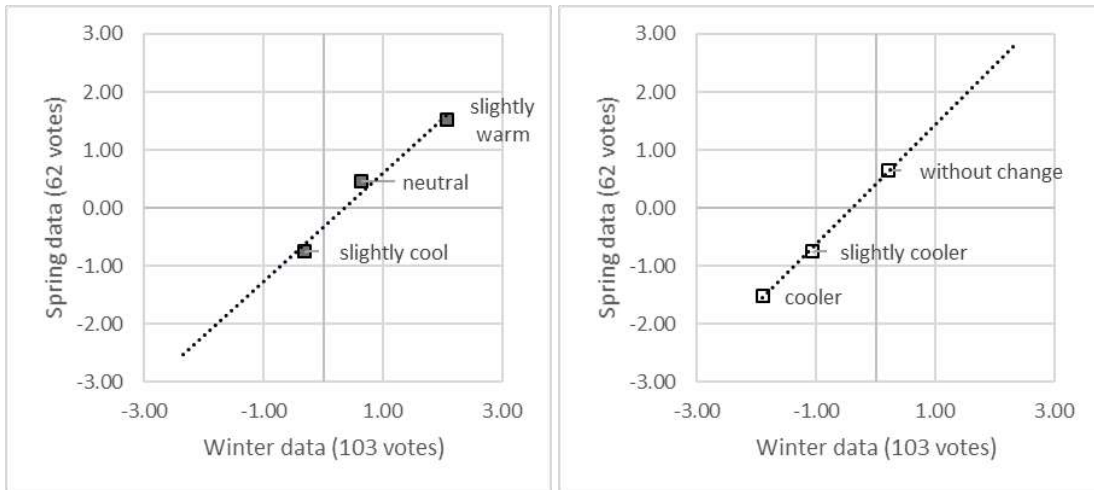 3.00
2.00
1.00
0.00
-1.00
-2.00
-3.00
Spring data (62 votes)
slightly
warm
neutral
slightly cool
-3.00 -1.00 1.00 3.00
Winter data (103 votes)
3.00
2.00
1.00
0.00
-1.00
-2.00
-3.00
Spring data (62 votes)
without change
slightly cooler
cooler
-3.00 -1.00 1.00 3.00
Winter data (103 votes)